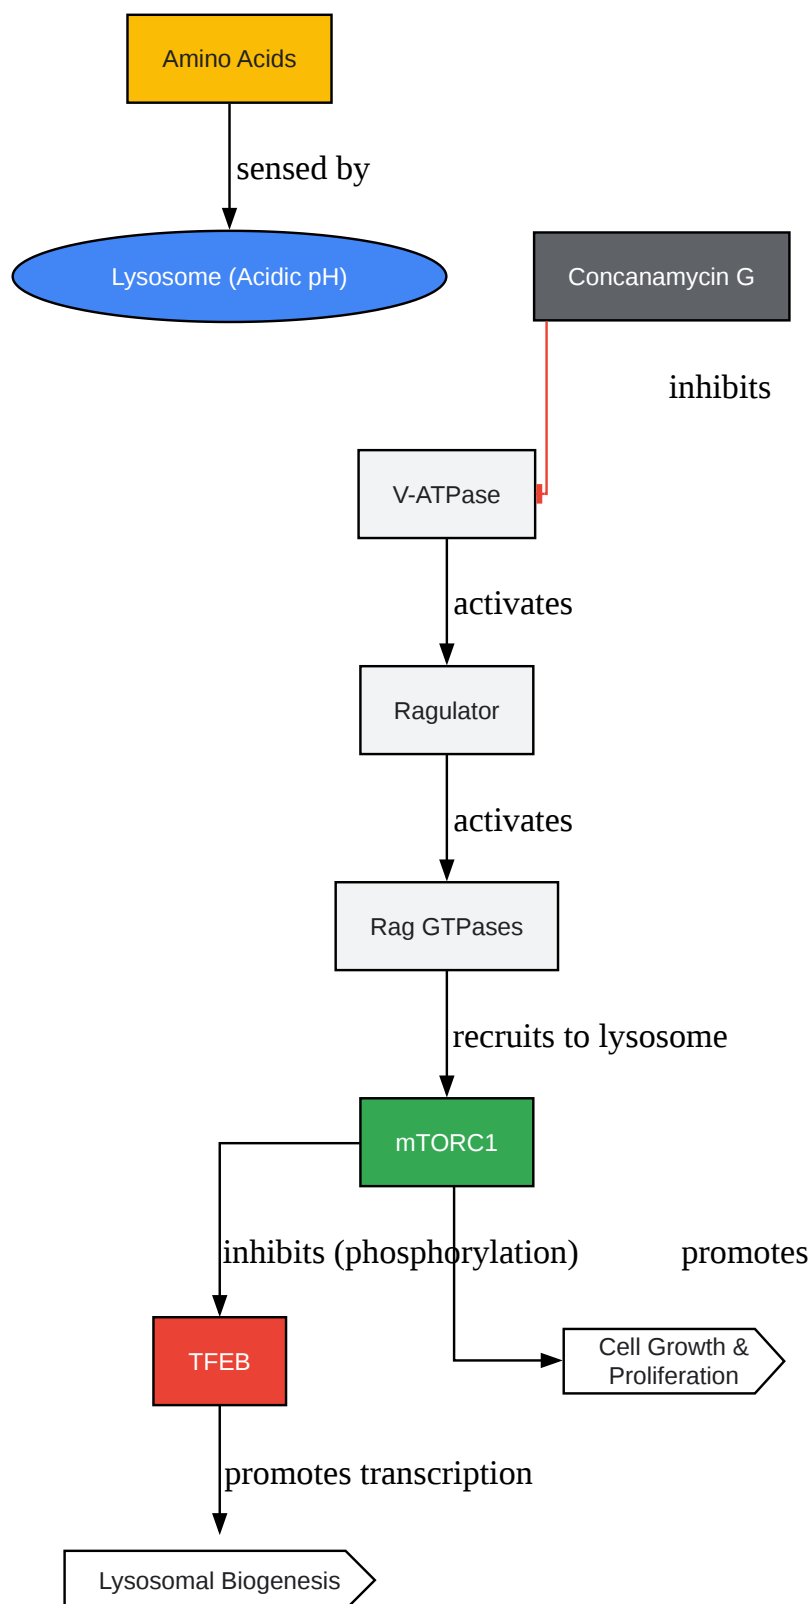 Amino Acids
sensed by
Lysosome (Acidic pH)
Concanamycin G
inhibits
V-ATPase
activates
Ragulator
activates
Rag GTPases
recruits to lysosome
mTORC1
inhibits (phosphorylation)
promotes
TFEB
Cell Growth &
Proliferation
promotes transcription
Lysosomal Biogenesis